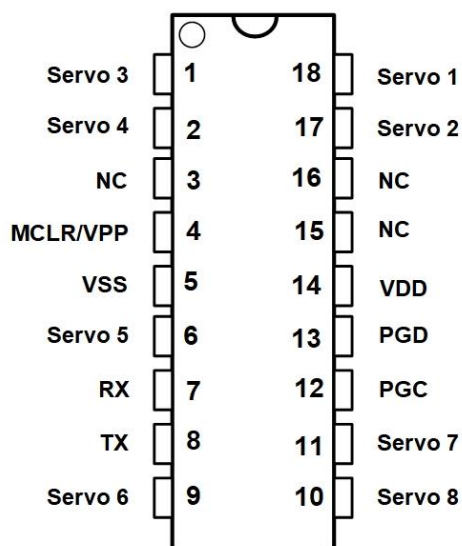 Servo 3 1 18 Servo 1
Servo 4 2 17 Servo 2
NC 3 16 NC
MCLR/VPP 4 15 NC
VSS 5 14 VDD
Servo 5 6 13 PGD
RX 7 12 PGC
TX 8 11 Servo 7
Servo 6 9 10 Servo 8